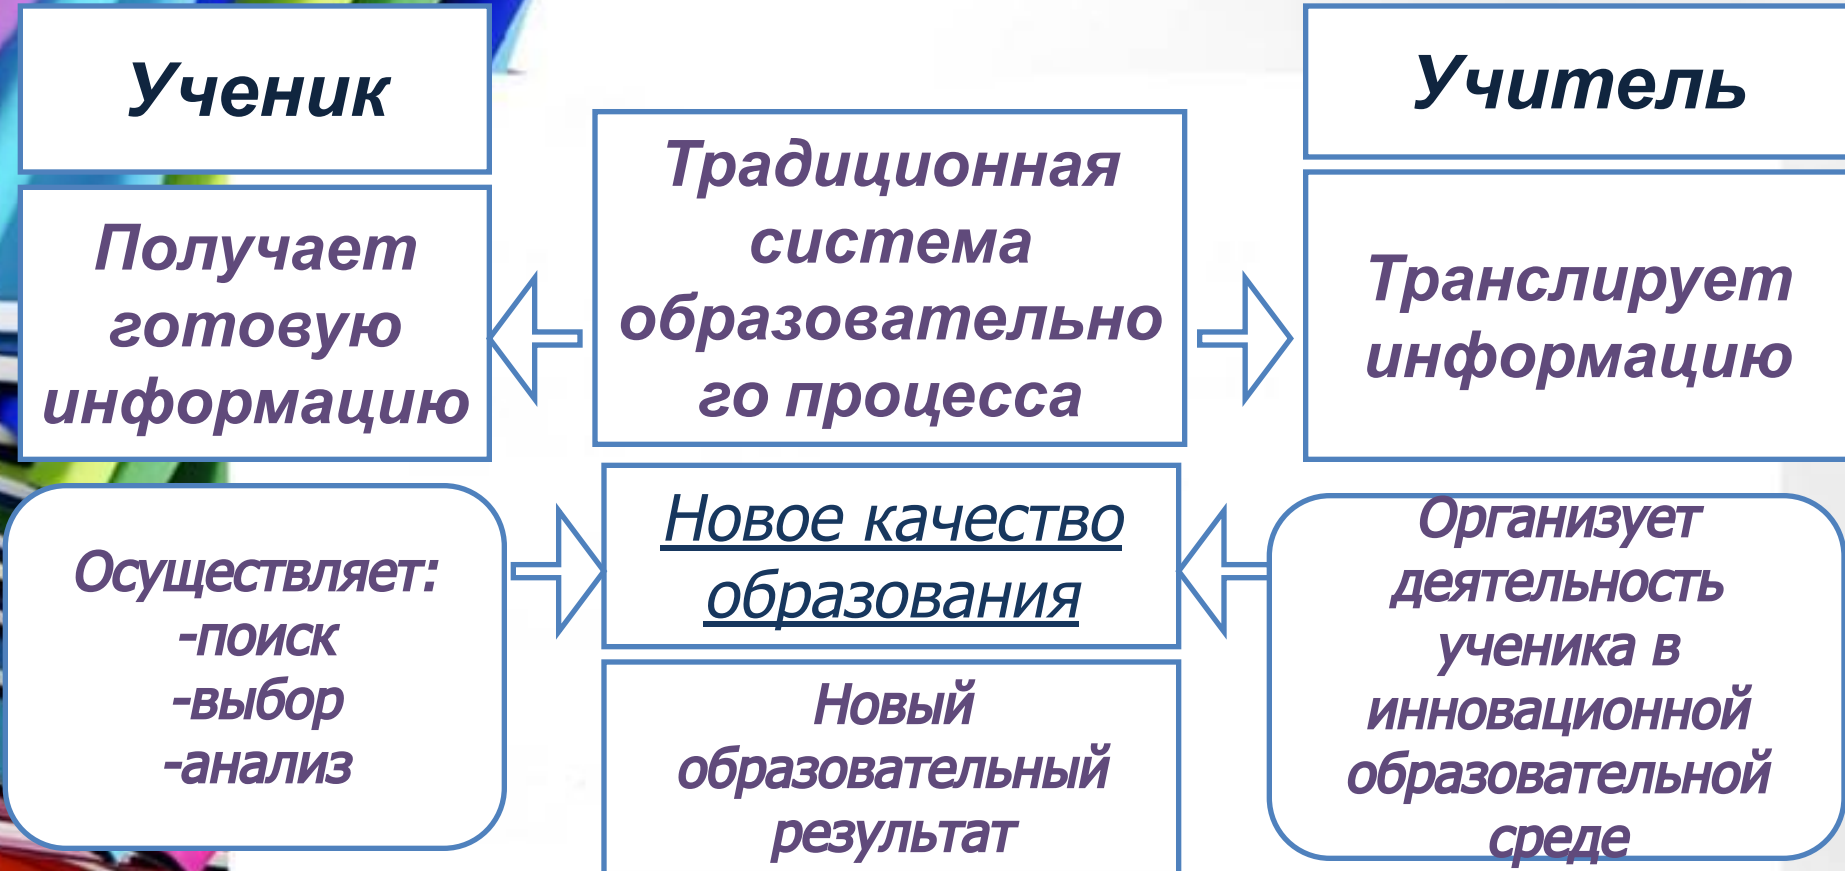 Ученик
Учитель
Получает
готовую
информацию
Традиционная
система
образовательно
го процесса
Транслирует
информацию
Осуществляет:
-поиск
-выбор
-анализ
Новое качество
образования
Новый
образовательный
результат
Организует
деятельность
ученика в
инновационной
образовательной
среде